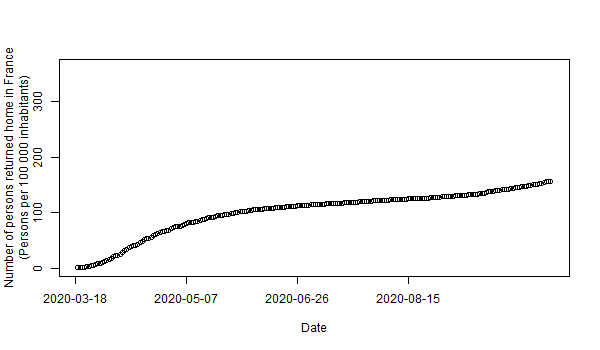 Number of persons returned home in France
(Persons per 100 000 inhabitants)
300
200
100
0
2020-03-18 2020-05-07 2020-06-26 2020-08-15
Date